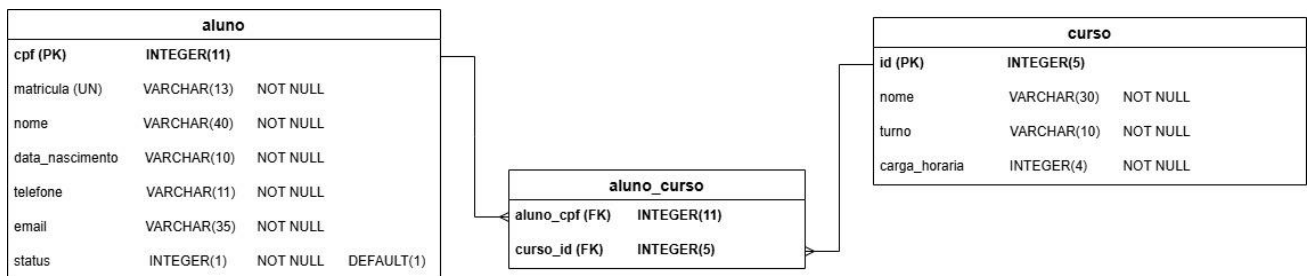 aluno
cpf (PK) INTEGER(11)
matricula (UN) VARCHAR(13) NOT NULL
nome VARCHAR(40) NOT NULL
data_nascimento VARCHAR(10) NOT NULL
telefone VARCHAR(11) NOT NULL
email VARCHAR(35) NOT NULL
status INTEGER(1) NOT NULL DEFAULT(1)
aluno_curso
aluno_cpf (FK) INTEGER(11)
curso_id (FK) INTEGER(5)
curso
id (PK) INTEGER(5)
nome VARCHAR(30) NOT NULL
turno VARCHAR(10) NOT NULL
carga_horaria INTEGER(4) NOT NULL